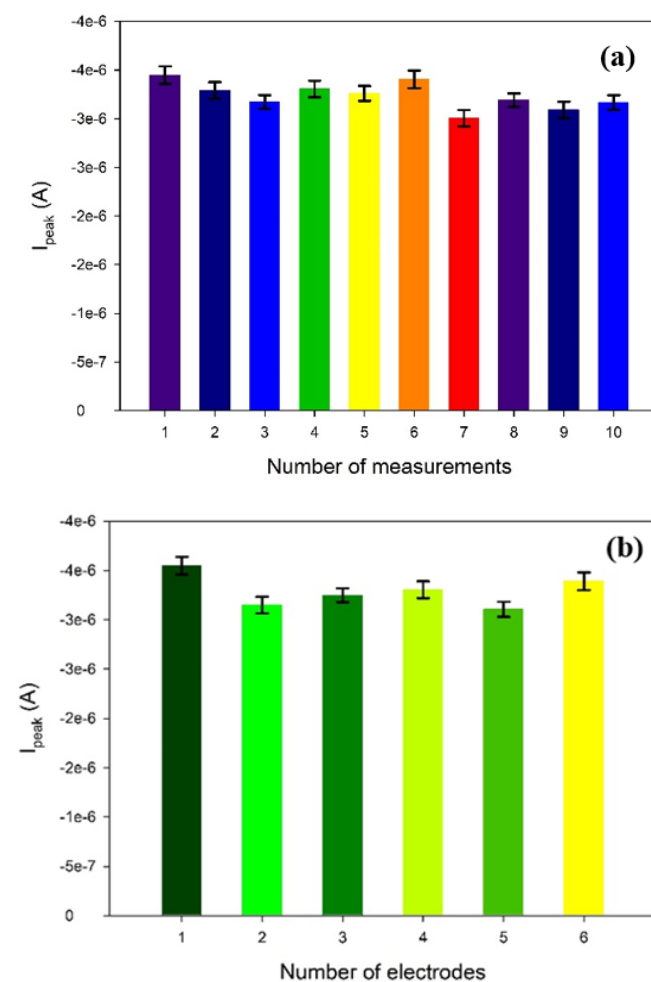 (a)
-4e-6
-4e-6
-3e-6
-3e-6
-2e-6
-2e-6
-1e-6
-5e-7
0
I_peak (A)
1 2 3 4 5 6 7 8 9 10
Number of measurements
(b)
-4e-6
-4e-6
-3e-6
-3e-6
-2e-6
-2e-6
-1e-6
-5e-7
0
I_peak (A)
1 2 3 4 5 6
Number of electrodes